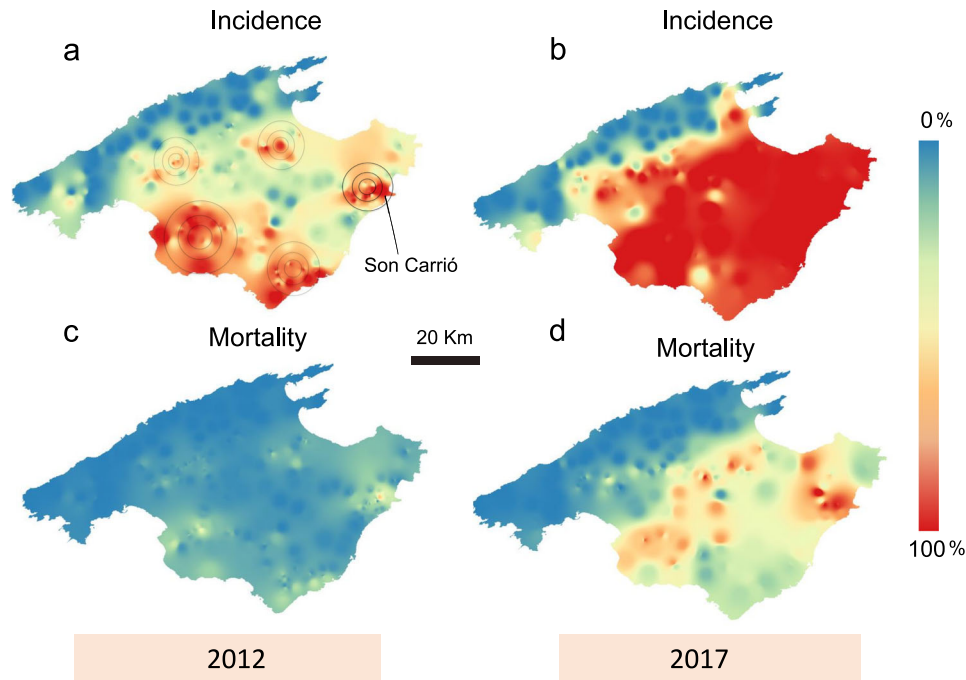 Incidence
Incidence
a
b
0 %
Son Carrió
c
Mortality
20 Km
d
Mortality
100 %
2012
2017